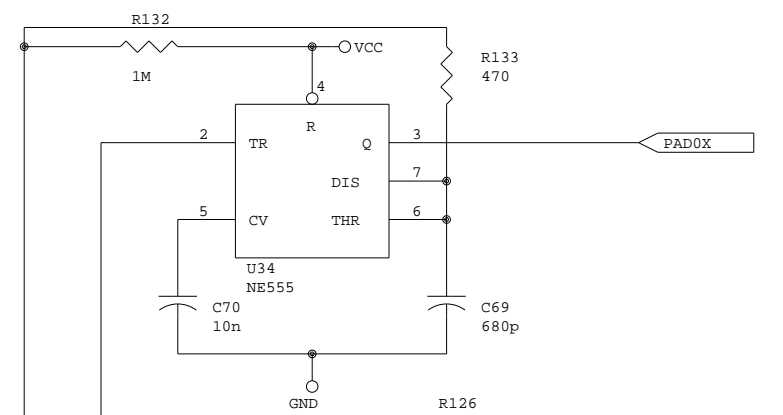 R132
VCC
R133
1M
470
4
R
2
3
TR
Q
PAD0X
7
DIS
5
6
CV
THR
U34
NE555
C70
C69
10n
680p
GND
R126